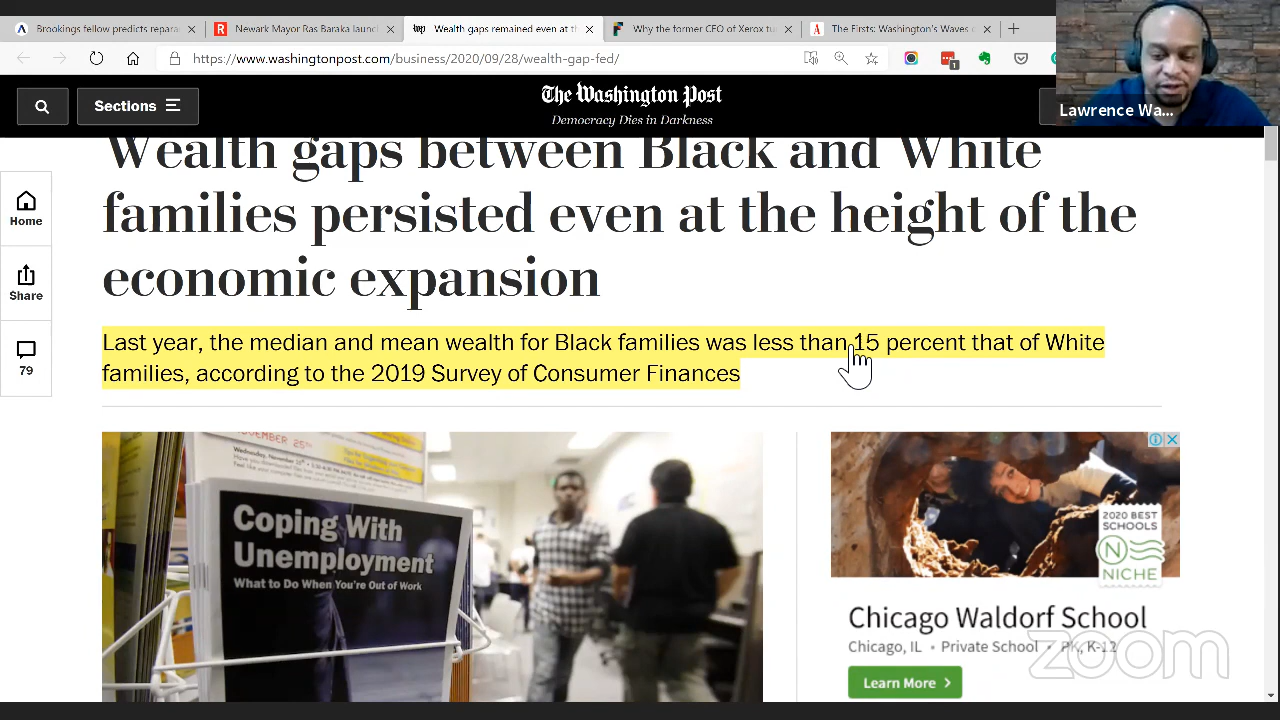 Brookings fellow predicts repara
Newark Mayor Ras Baraka launc
Wealth gaps remained even at th
Why the former CEO of Xerox tu
The Firsts: Washington's Waves o
http://www.washingtonpost.com/business/2020/09/28/wealth-gap-fed/
1
Lawrence Wa...
Sections
The Washington Post
Democracy Dies in Darkness
Wealth gaps between Black and White
families persisted even at the height of the
economic expansion
Home
Share
79
Last year, the median and mean wealth for Black families was less than 15 percent that of White
families, according to the 2019 Survey of Consumer Finances
Coping With
Unemployment
What to Do When You're Out of Work
2020 BEST
SCHOOLS
N
NICHE
Chicago Waldorf School
Chicago, IL • Private School • PK, K-12
Learn More >
zoom